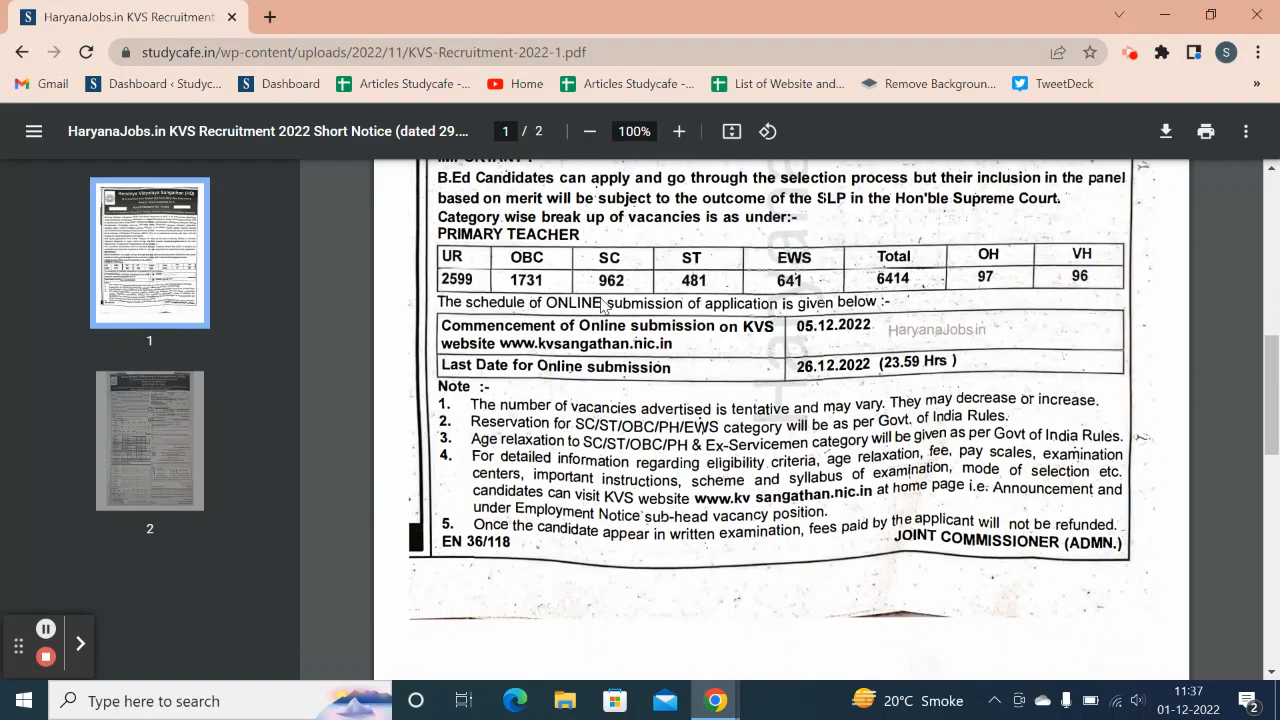 HaryanaJobs.in KVS Recruitment
studycafe.in/wp-content/uploads/2022/11/KVS-Recruitment-2022-1.pdf
S
Gmail
Dashboard ‹ Studyc...
Dashboard
Articles Studycafe -...
Home
Articles Studycafe -...
List of Website and...
Remove Backgroun...
TweetDeck
»
HaryanaJobs.in KVS Recruitment 2022 Short Notice (dated 29....
1 / 2
100%
1
2
B.Ed Candidates can apply and go through the selection process but their inclusion in the panel
based on merit will be subject to the outcome of the SLP in the Hon'ble Supreme Court.
Category wise break up of vacancies is as under:-
PRIMARY TEACHER
UR OBC SC ST EWS Total OH VH
2599 1731 962 481 641 6414 97 96
The schedule of ONLINE submission of application is given below :-
Commencement of Online submission on KVS
website www.kvsangathan.nic.in
05.12.2022
HaryanaJobs.in
Last Date for Online submission 26.12.2022 (23.59 Hrs )
Note :-
1. The number of vacancies advertised is tentative and may vary. They may decrease or increase.
2. Reservation for SC/ST/OBC/PH/EWS category will be as per Govt. of India Rules.
3. Age relaxation to SC/ST/OBC/PH & Ex-Servicemen category will be given as per Govt of India Rules.
4. For detailed information regarding eligibility criteria, age relaxation, fee, pay scales, examination
centers, important instructions, scheme and syllabus of examination, mode of selection etc.
candidates can visit KVS website www.kv sangathan.nic.in at home page i.e. Announcement and
under Employment Notice sub-head vacancy position.
5. Once the candidate appear in written examination, fees paid by the applicant will not be refunded.
EN 36/118 JOINT COMMISSIONER (ADMN.)
Type here to search
20°C Smoke
11:37
01-12-2022
2